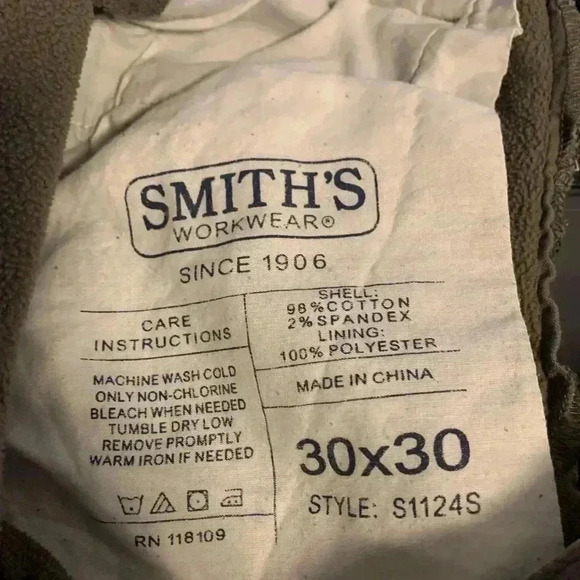 SMITH'S
WORKWEAR®
SINCE 1906
CARE
INSTRUCTIONS
MACHINE WASH COLD
ONLY NON-CHLORINE
BLEACH WHEN NEEDED
TUMBLE DRY LOW
REMOVE PROMPTLY
WARM IRON IF NEEDED
RN 118109
SHELL:
98%COTTON
2%SPANDEX
LINING:
100% POLYESTER
MADE IN CHINA
30x30
STYLE: S1124S